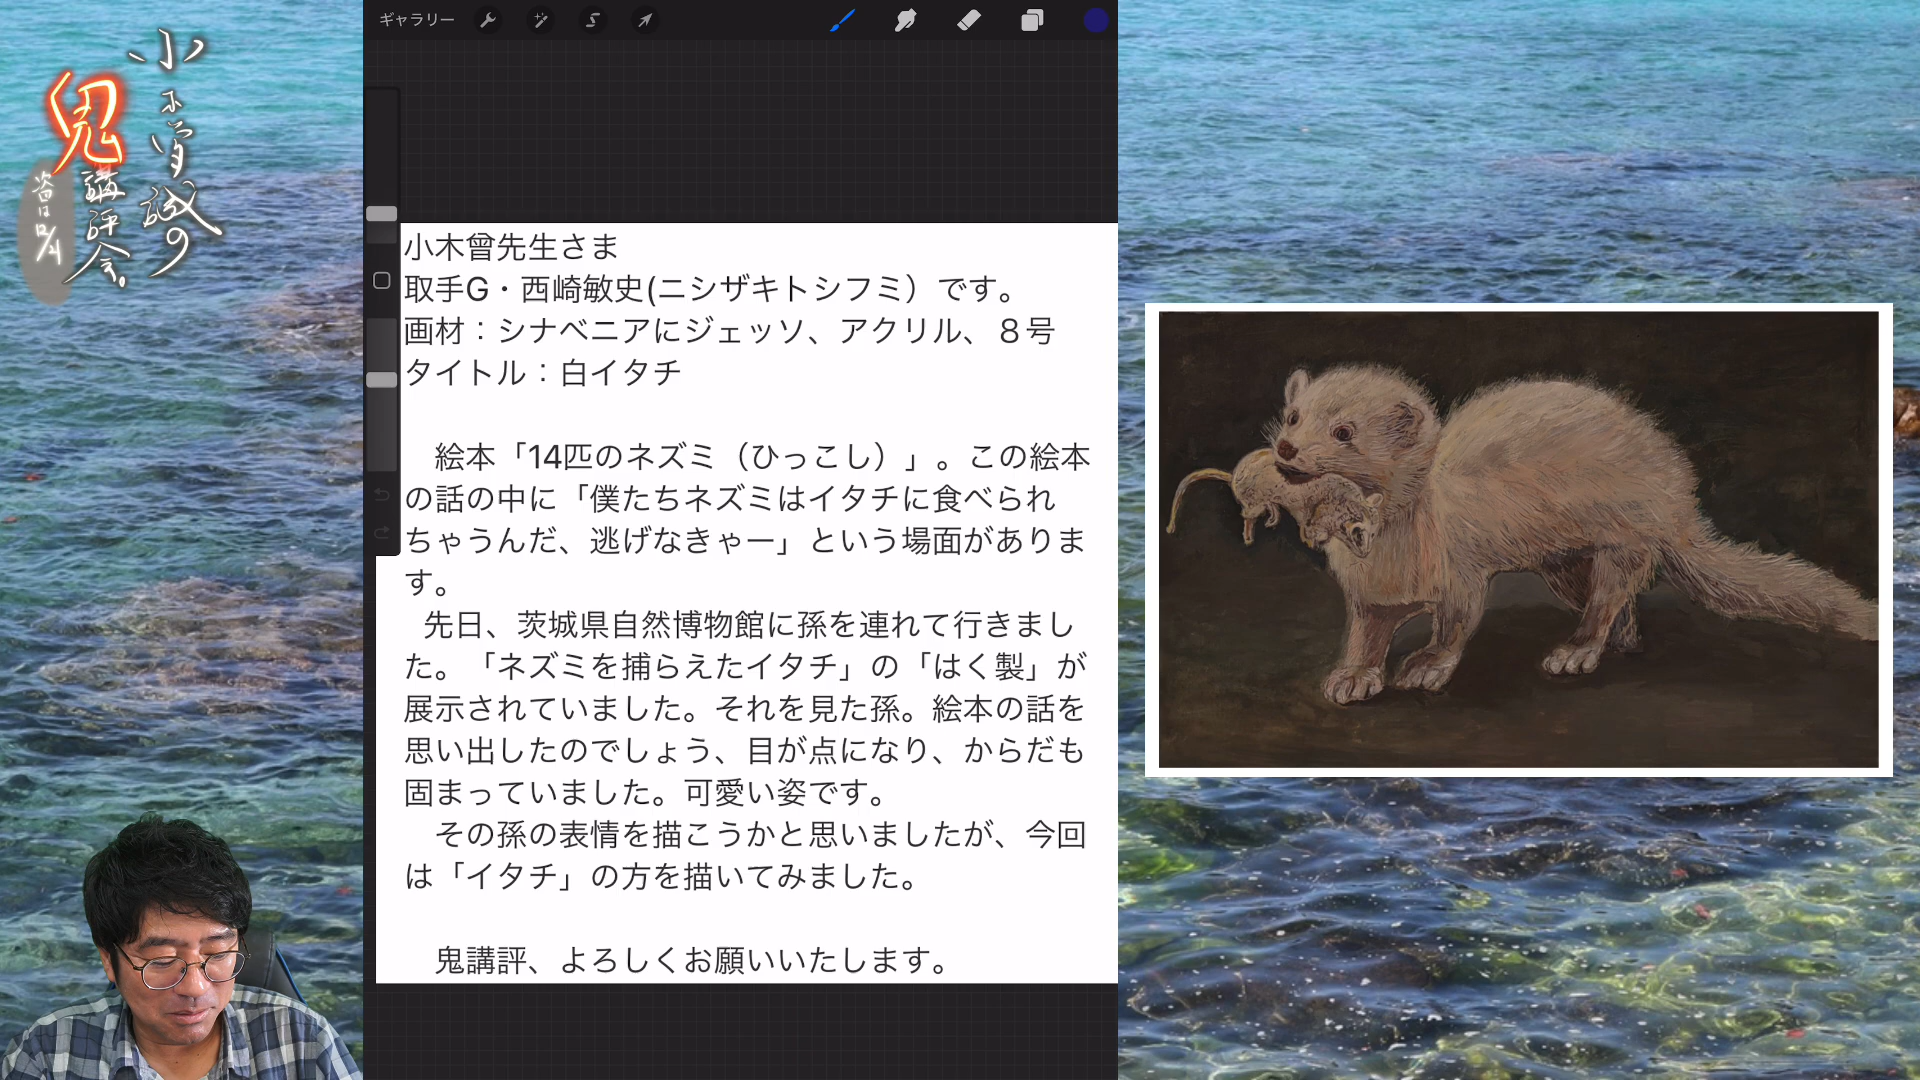 小木曽誠の
鬼講評会。
ギャラリー
小木曾先生さま
取手G・西崎敏史(ニシザキトシフミ）です。
画材：シナベニアにジェッソ、アクリル、８号
タイトル：白イタチ
絵本「14匹のネズミ（ひっこし）」。この絵本
の話の中に「僕たちネズミはイタチに食べられ
ちゃうんだ、逃げなきゃー」という場面がありま
す。
先日、茨城県自然博物館に孫を連れて行きまし
た。「ネズミを捕らえたイタチ」の「はく製」が
展示されていました。それを見た孫。絵本の話を
思い出したのでしょう、目が点になり、からだも
固まっていました。可愛い姿です。
その孫の表情を描こうかと思いましたが、今回
は「イタチ」の方を描いてみました。
鬼講評、よろしくお願いいたします。